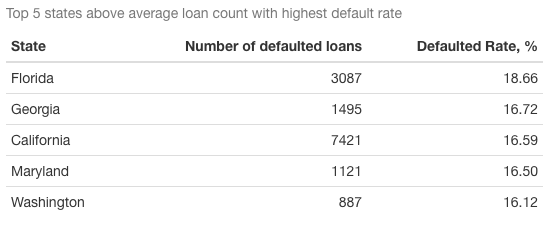 Top 5 states above average loan count with highest default rate
State Number of defaulted loans Defaulted Rate, %
Florida 3087 18.66
Georgia 1495 16.72
California 7421 16.59
Maryland 1121 16.50
Washington 887 16.12